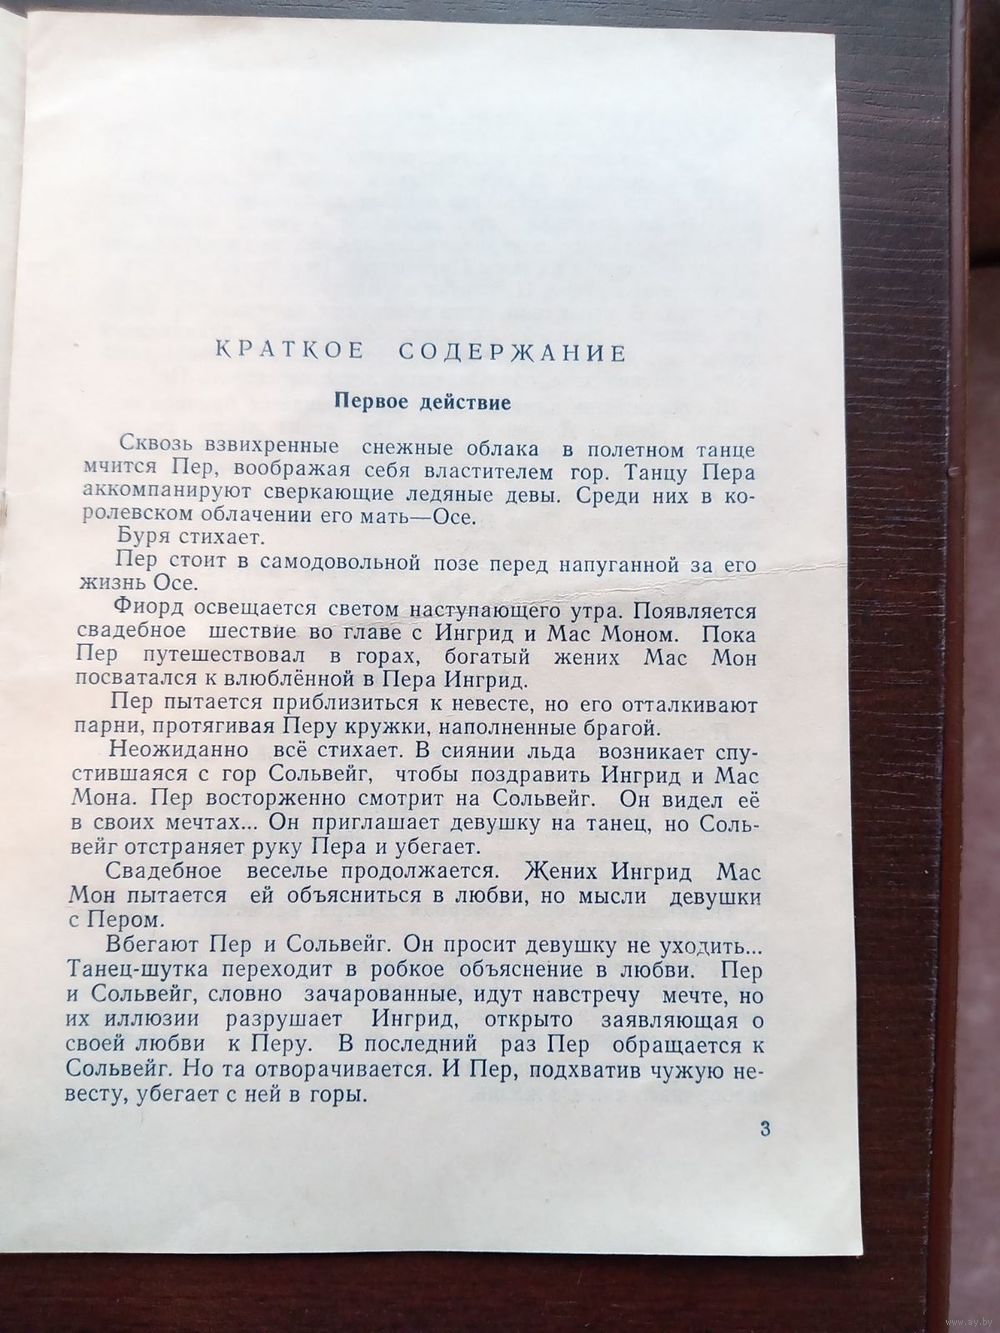 КРАТКОЕ СОДЕРЖАНИЕ
Первое действие
Сквозь взвихренные снежные облака в полетном танце
мчится Пер, воображая себя властителем гор. Танцу Пера
аккомпанируют сверкающие ледяные девы. Среди них в ко-
ролевском облачении его мать—Осе.
Буря стихает.
Пер стоит в самодовольной позе перед напуганной за его
жизнь Осе.
Фиорд освещается светом наступающего утра. Появляется
свадебное шествие во главе с Ингрид и Мас Моном. Пока
Пер путешествовал в горах, богатый жених Мас Мон
посватался к влюблённой в Пера Ингрид.
Пер пытается приблизиться к невесте, но его отталкивают
парни, протягивая Перу кружки, наполненные брагой.
Неожиданно всё стихает. В сиянии льда возникает спу-
стившаяся с гор Сольвейг, чтобы поздравить Ингрид и Мас
Мона. Пер восторженно смотрит на Сольвейг. Он видел её
в своих мечтах... Он приглашает девушку на танец, но Соль-
вейг отстраняет руку Пера и убегает.
Свадебное веселье продолжается. Жених Ингрид Мас
Мон пытается ей объясниться в любви, но мысли девушки
с Пером.
Вбегают Пер и Сольвейг. Он просит девушку не уходить...
Танец-шутка переходит в робкое объяснение в любви. Пер
и Сольвейг, словно зачарованные, идут навстречу мечте, но
их иллюзии разрушает Ингрид, открыто заявляющая о
своей любви к Перу. В последний раз Пер обращается к
Сольвейг. Но та отворачивается. И Пер, подхватив чужую не-
весту, убегает с ней в горы.
3
www.ay.by